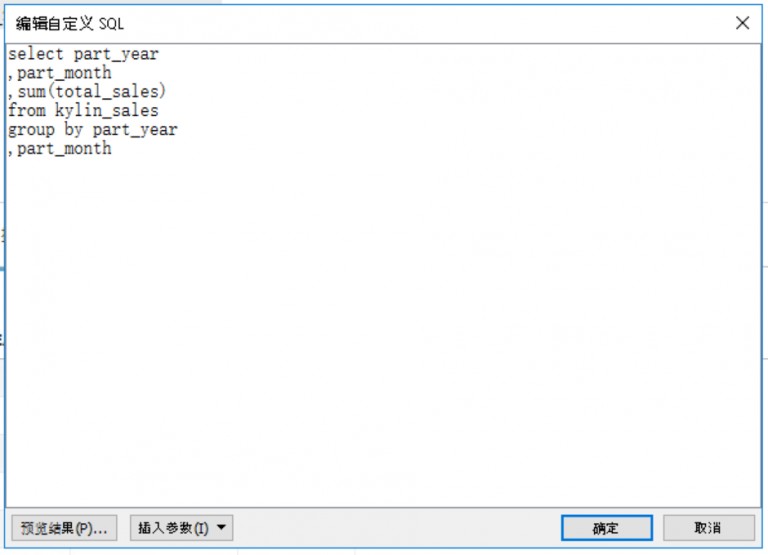 编辑自定义 SQL
select part_year
,part_month
,sum(total_sales)
from kylin_sales
group by part_year
,part_month
预览结果(P)...
插入参数(I)
确定
取消